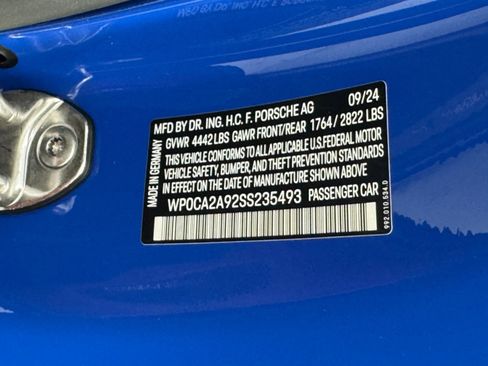 MFD BY DR. ING. H.C. F. PORSCHE AG 09/24
GVWR 4442 LBS GAWR FRONT/REAR 1764 / 2822 LBS
THIS VEHICLE CONFORMS TO ALL APPLICABLE U.S.FEDERAL MOTOR
VEHICLE SAFETY, BUMPER, AND THEFT PREVENTION STANDARDS
IN EFFECT ON THE DATE OF MANUFACTURE SHOWN ABOVE
WP0CA2A92SS235493 PASSENGER CAR
MADE IN GERMANY
992.010.534.D